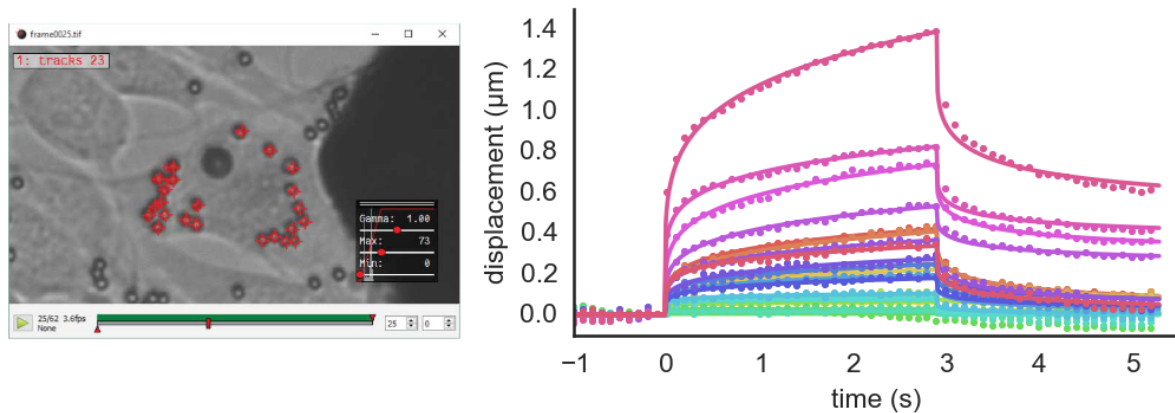 frame0025.tif
1: tracks 23
Gamma: 1.00
Max: 73
Min: 0
25/62 3.6fps
None
25
0
displacement (μm)
1.4
1.2
1.0
0.8
0.6
0.4
0.2
0.0
−1 0 1 2 3 4 5
time (s)